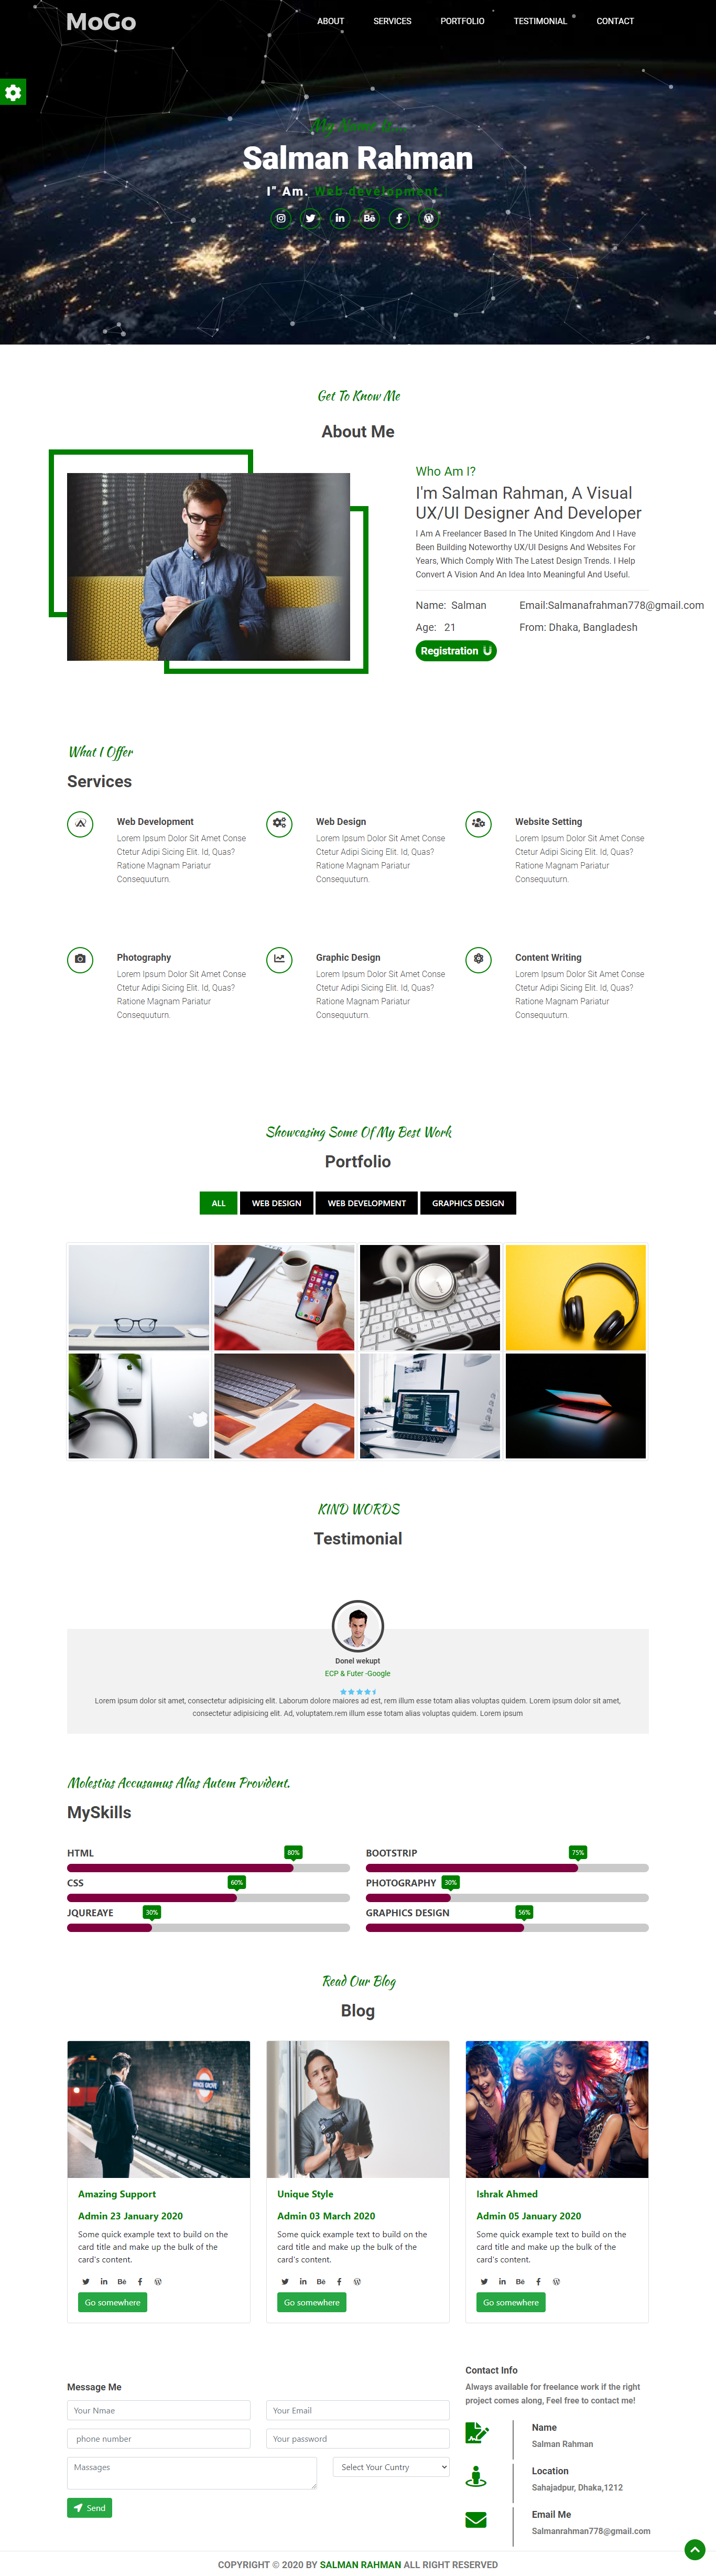 MoGo
ABOUT SERVICES PORTFOLIO TESTIMONIAL CONTACT
My Name is...
Salman Rahman
I" Am. Web development.
Get To Know Me
About Me
Who Am I?
I'm Salman Rahman, A Visual
UX/UI Designer And Developer
I Am A Freelancer Based In The United Kingdom And I Have
Been Building Noteworthy UX/UI Designs And Websites For
Years, Which Comply With The Latest Design Trends. I Help
Convert A Vision And An Idea Into Meaningful And Useful.
Name: Salman
Email:Salmanafrahman778@gmail.com
Age: 21
From: Dhaka, Bangladesh
Registration
What I Offer
Services
Web Development
Lorem Ipsum Dolor Sit Amet Conse
Ctetur Adipi Sicing Elit. Id, Quas?
Ratione Magnam Pariatur
Consequuturn.
Web Design
Lorem Ipsum Dolor Sit Amet Conse
Ctetur Adipi Sicing Elit. Id, Quas?
Ratione Magnam Pariatur
Consequuturn.
Website Setting
Lorem Ipsum Dolor Sit Amet Conse
Ctetur Adipi Sicing Elit. Id, Quas?
Ratione Magnam Pariatur
Consequuturn.
Photography
Lorem Ipsum Dolor Sit Amet Conse
Ctetur Adipi Sicing Elit. Id, Quas?
Ratione Magnam Pariatur
Consequuturn.
Graphic Design
Lorem Ipsum Dolor Sit Amet Conse
Ctetur Adipi Sicing Elit. Id, Quas?
Ratione Magnam Pariatur
Consequuturn.
Content Writing
Lorem Ipsum Dolor Sit Amet Conse
Ctetur Adipi Sicing Elit. Id, Quas?
Ratione Magnam Pariatur
Consequuturn.
Showcasing Some Of My Best Work
Portfolio
ALL WEB DESIGN WEB DEVELOPMENT GRAPHICS DESIGN
KIND WORDS
Testimonial
Donel wekupt
ECP & Futer -Google
Lorem ipsum dolor sit amet, consectetur adipisicing elit. Laborum dolore maiores ad est, rem illum esse totam alias voluptas quidem. Lorem ipsum dolor sit amet,
consectetur adipisicing elit. Ad, voluptatem.rem illum esse totam alias voluptas quidem. Lorem ipsum
Molestias Accusamus Alias Autem Provident.
MySkills
HTML 80%
BOOTSTRIP 75%
CSS 60%
PHOTOGRAPHY 30%
JQUREAYE 30%
GRAPHICS DESIGN 56%
Read Our Blog
Blog
Amazing Support
Admin 23 January 2020
Some quick example text to build on the
card title and make up the bulk of the
card's content.
Bē
Go somewhere
Unique Style
Admin 03 March 2020
Some quick example text to build on the
card title and make up the bulk of the
card's content.
Bē
Go somewhere
Ishrak Ahmed
Admin 05 January 2020
Some quick example text to build on the
card title and make up the bulk of the
card's content.
Bē
Go somewhere
Message Me
Your Nmae
Your Email
phone number
Your password
Massages
Select Your Cuntry
Send
Contact Info
Always available for freelance work if the right
project comes along, Feel free to contact me!
Name
Salman Rahman
Location
Sahajadpur, Dhaka,1212
Email Me
Salmanrahman778@gmail.com
COPYRIGHT © 2020 BY SALMAN RAHMAN ALL RIGHT RESERVED